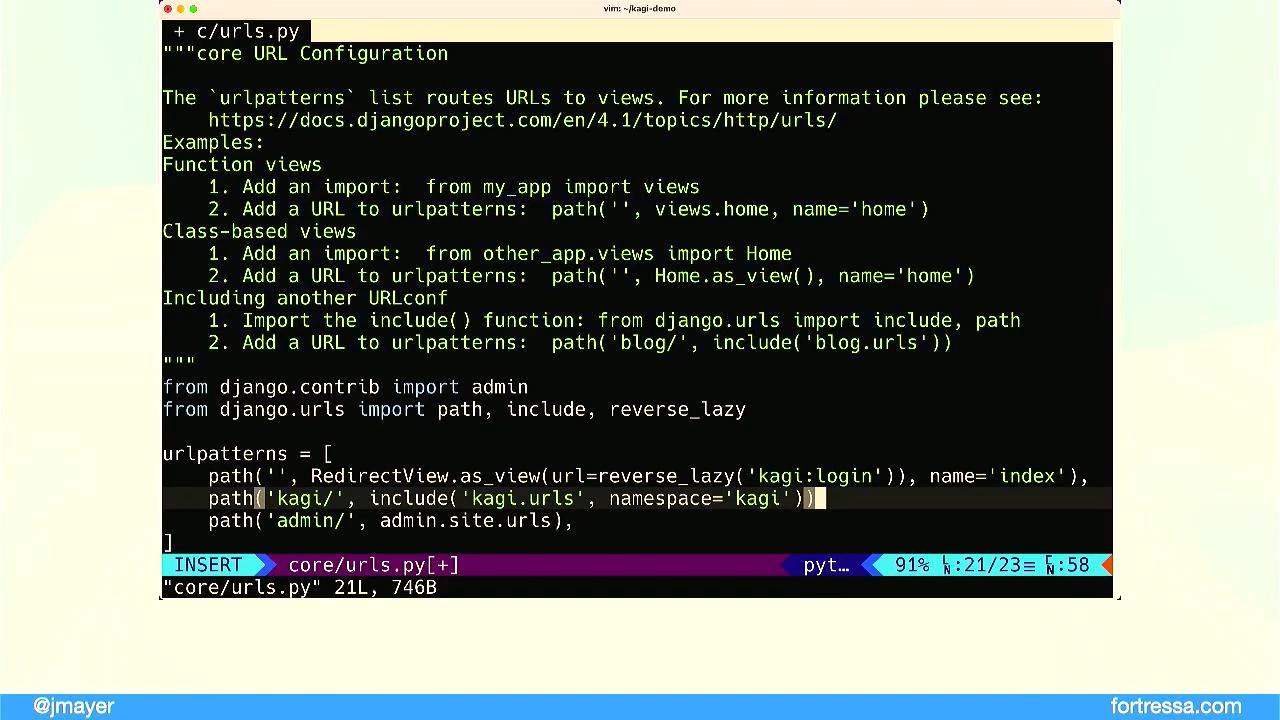 vim: ~/kagi-demo
+ c/urls.py
"""core URL Configuration
The `urlpatterns` list routes URLs to views. For more information please see:
    https://docs.djangoproject.com/en/4.1/topics/http/urls/
Examples:
Function views
    1. Add an import:  from my_app import views
    2. Add a URL to urlpatterns:  path('', views.home, name='home')
Class-based views
    1. Add an import:  from other_app.views import Home
    2. Add a URL to urlpatterns:  path('', Home.as_view(), name='home')
Including another URLconf
    1. Import the include() function: from django.urls import include, path
    2. Add a URL to urlpatterns:  path('blog/', include('blog.urls'))
"""
from django.contrib import admin
from django.urls import path, include, reverse_lazy
urlpatterns = [
    path('', RedirectView.as_view(url=reverse_lazy('kagi:login')), name='index'),
    path('kagi/', include('kagi.urls', namespace='kagi'))
    path('admin/', admin.site.urls),
]
INSERT core/urls.py[+] pyt… 91% LN:21/23≡ CN:58
"core/urls.py" 21L, 746B
@jmayer fortressa.com